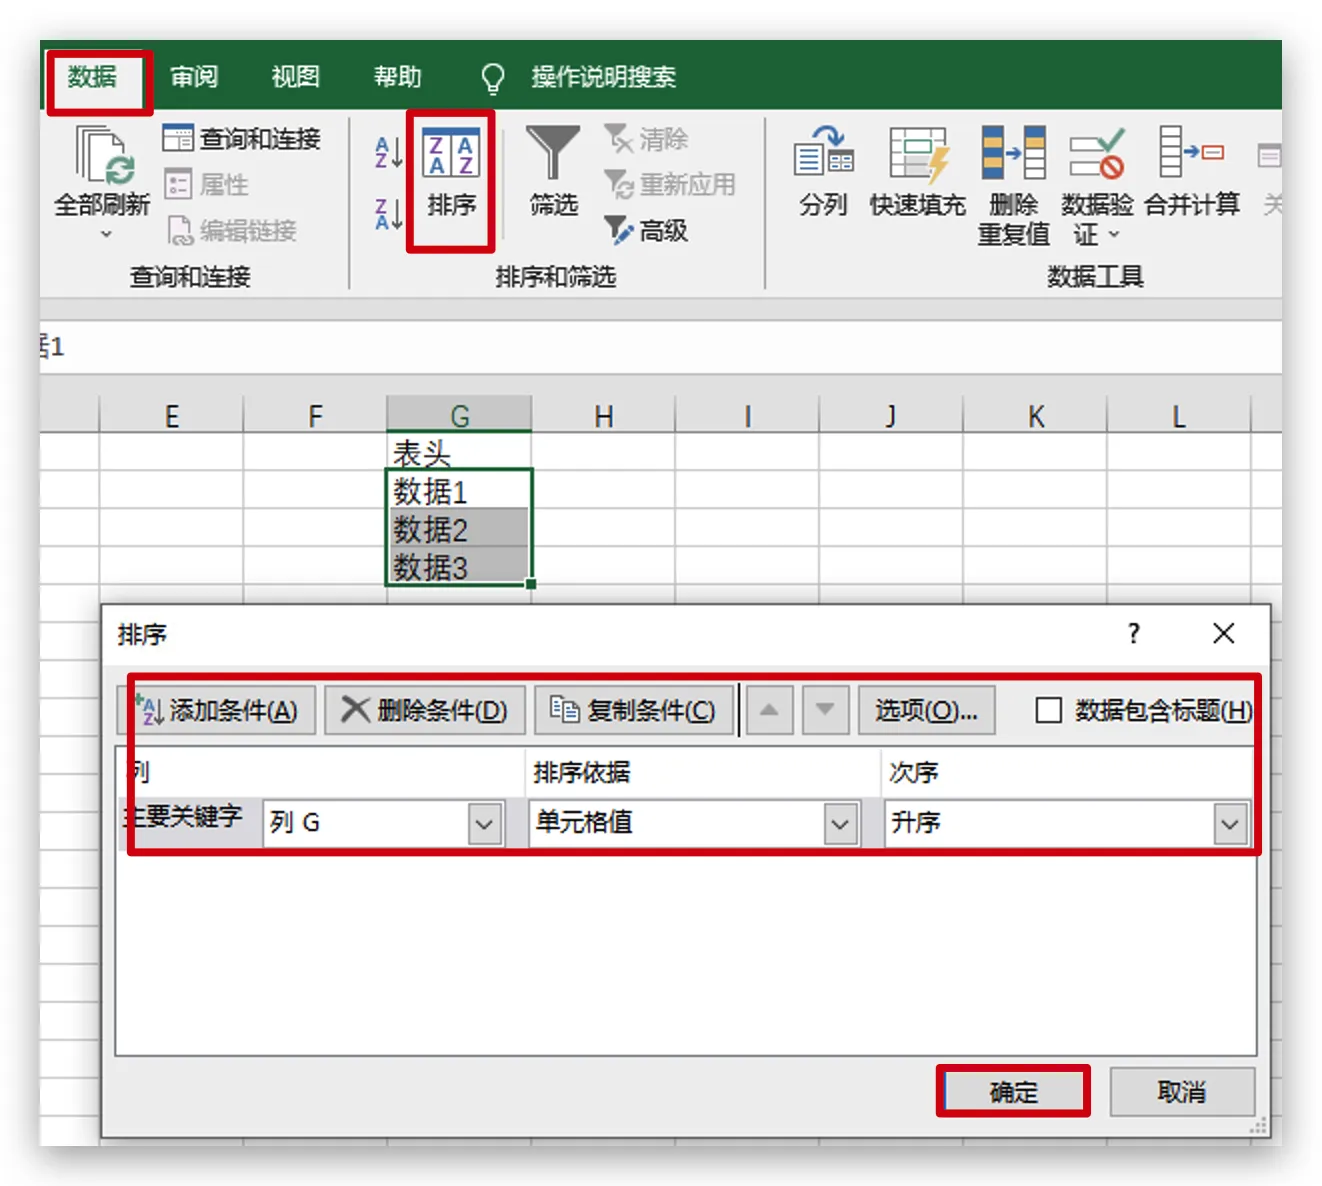 数据 审阅 视图 帮助 操作说明搜索
查询和连接 清除
属性 重新应用
全部刷新 编辑链接 排序 筛选 高级 分列 快速填充 删除重复值 数据验证 合并计算
查询和连接 排序和筛选 数据工具
据1
E F G H I J K L
表头
数据1
数据2
数据3
排序 ?
添加条件(A) 删除条件(D) 复制条件(C) 选项(O)... 数据包含标题(H)
列 排序依据 次序
主要关键字 列 G 单元格值 升序
确定 取消